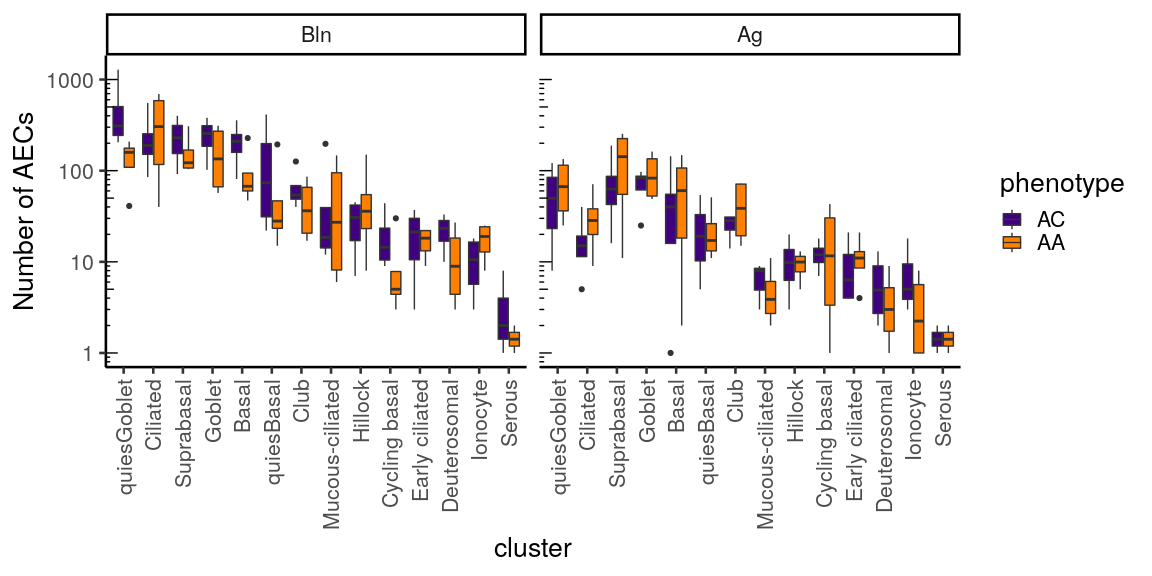 Bln
Ag
Number of AECs
1000
100
10
1
quiesGoblet
Ciliated
Suprabasal
Goblet
Basal
quiesBasal
Club
Mucous-ciliated
Hillock
Cycling basal
Early ciliated
Deuterosomal
Ionocyte
Serous
quiesGoblet
Ciliated
Suprabasal
Goblet
Basal
quiesBasal
Club
Mucous-ciliated
Hillock
Cycling basal
Early ciliated
Deuterosomal
Ionocyte
Serous
cluster
phenotype
AC
AA